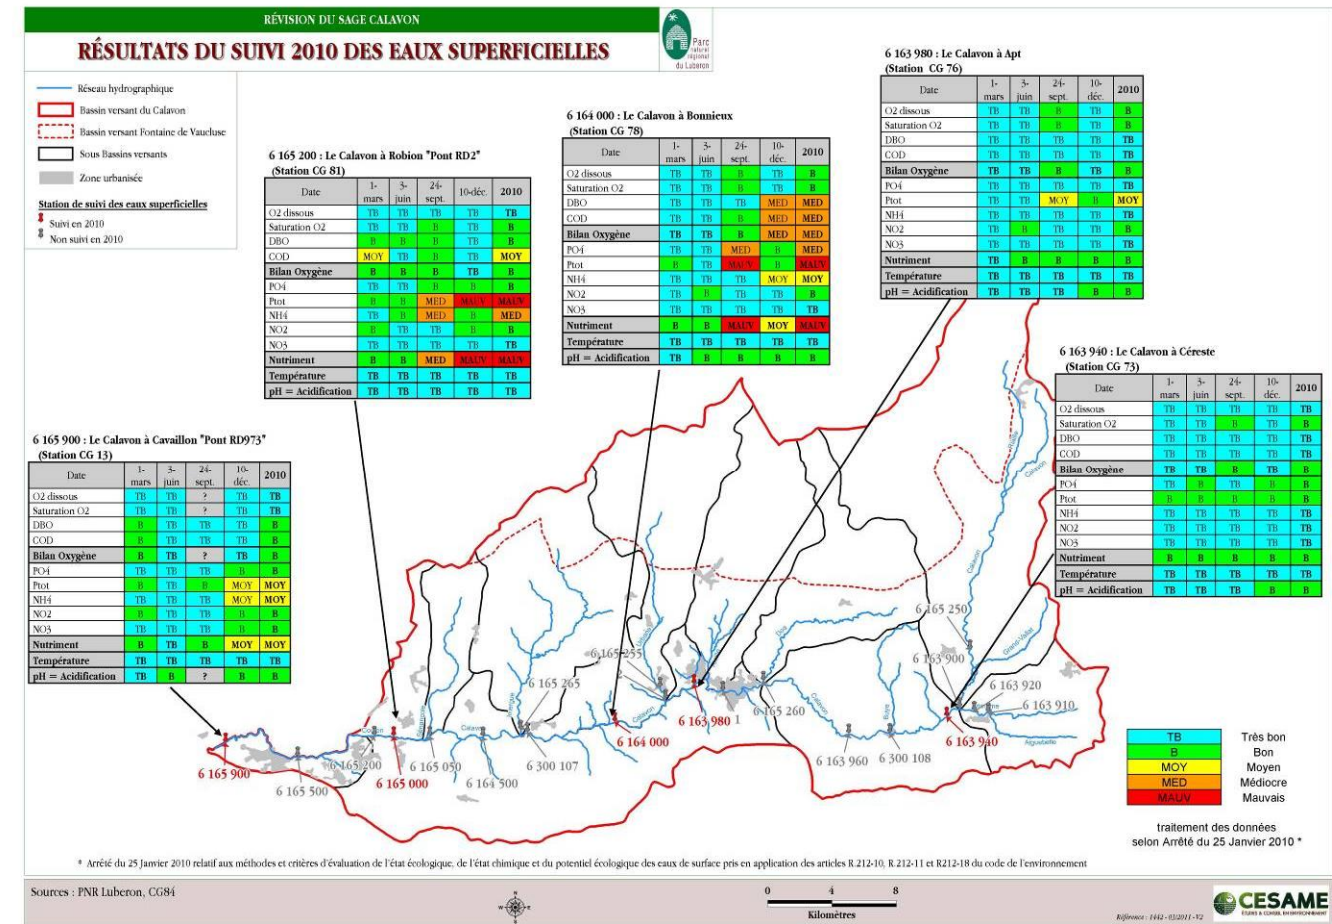 RÉVISION DU SAGE CALAVON
RÉSULTATS DU SUIVI 2010 DES EAUX SUPERFICIELLES
Parc
naturel
régional
du Luberon
Réseau hydrographique
Bassin versant du Calavon
Bassin versant Fontaine de Vaucluse
Sous Bassins versants
Zone urbanisée
Station de suivi des eaux superficielles
Suivi en 2010
Non suivi en 2010
6 163 980 : Le Calavon à Apt
(Station CG 76)
Date 1-mars 3-juin 24-sept. 10-déc. 2010
O2 dissous TB TB B TB B
Saturation O2 TB TB B TB B
DBO TB TB TB TB TB
COD TB TB TB TB TB
Bilan Oxygène TB TB B TB B
PO4 TB TB TB TB TB
Ptot TB TB MOY B MOY
NH4 TB TB TB TB TB
NO2 TB B TB TB B
NO3 TB TB TB TB TB
Nutriment TB B B B B
Température TB TB TB TB TB
pH = Acidification TB TB TB B B
6 164 000 : Le Calavon à Bonnieux
(Station CG 78)
Date 1-mars 3-juin 24-sept. 10-déc. 2010
O2 dissous TB TB B TB B
Saturation O2 TB TB B TB B
DBO TB TB TB MED MED
COD TB TB B MED MED
Bilan Oxygène TB TB B MED MED
PO4 TB TB MED B MED
Ptot B TB MAUV B MAUV
NH4 TB TB TB MOY MOY
NO2 TB B TB TB B
NO3 TB TB TB TB TB
Nutriment B B MAUV MOY MAUV
Température TB TB TB TB TB
pH = Acidification TB B B B B
6 165 200 : Le Calavon à Robion "Pont RD2"
(Station CG 81)
Date 1-mars 3-juin 24-sept. 10-déc. 2010
O2 dissous TB TB TB TB TB
Saturation O2 TB TB B TB B
DBO B B B TB B
COD MOY TB B TB MOY
Bilan Oxygène B B B TB B
PO4 TB TB B B B
Ptot B B MED MAUV MAUV
NH4 TB B MED B MED
NO2 B TB TB B B
NO3 TB TB TB TB TB
Nutriment B B MED MAUV MAUV
Température TB TB TB TB TB
pH = Acidification TB TB TB TB TB
6 163 940 : Le Calavon à Céreste
(Station CG 73)
Date 1-mars 3-juin 24-sept. 10-déc. 2010
O2 dissous TB TB TB TB TB
Saturation O2 TB TB B TB B
DBO TB TB TB TB TB
COD TB TB TB TB TB
Bilan Oxygène TB TB B TB B
PO4 TB B TB B B
Ptot B B B B B
NH4 TB TB TB TB TB
NO2 TB TB TB TB TB
NO3 TB TB TB TB TB
Nutriment B B B B B
Température TB TB TB TB TB
pH = Acidification TB TB TB B B
6 165 900 : Le Calavon à Cavaillon "Pont RD973"
(Station CG 13)
Date 1-mars 3-juin 24-sept. 10-déc. 2010
O2 dissous TB TB ? TB TB
Saturation O2 TB TB ? TB TB
DBO B TB TB TB B
COD B TB TB TB B
Bilan Oxygène B TB ? TB B
PO4 TB TB TB B B
Ptot B TB B MOY MOY
NH4 TB TB TB MOY MOY
NO2 B TB TB B B
NO3 TB TB TB B B
Nutriment B TB B MOY MOY
Température TB TB TB TB TB
pH = Acidification TB B ? B B
Calavon
Calavon
6 165 250
Grand-Vallat
6 165 255
2
Doa
6 163 900
6 165 265
6 163 920
6 163 910
Calavon
6 163 980
1
6 165 260
Calavon
Buye
6 164 000
6 163 940
Aiguebelle
6 165 200
6 165 050
6 300 107
6 163 960
6 300 108
6 165 900
6 165 500
6 165 000
6 164 500
TB Très bon
B Bon
MOY Moyen
MED Médiocre
MAUV Mauvais
traitement des données
selon Arrêté du 25 Janvier 2010 *
* Arrêté du 25 Janvier 2010 relatif aux méthodes et critères d'évaluation de l'état écologique, de l'état chimique et du potentiel écologique des eaux de surface pris en application des articles R.212-10, R.212-11 et R212-18 du code de l'environnement
Sources : PNR Luberon, CG84
0 4 8
Kilomètres
CESAME
ÉTUDES & CONSEIL EN ENVIRONNEMENT
Référence : 1442 - 03/2011 - V2